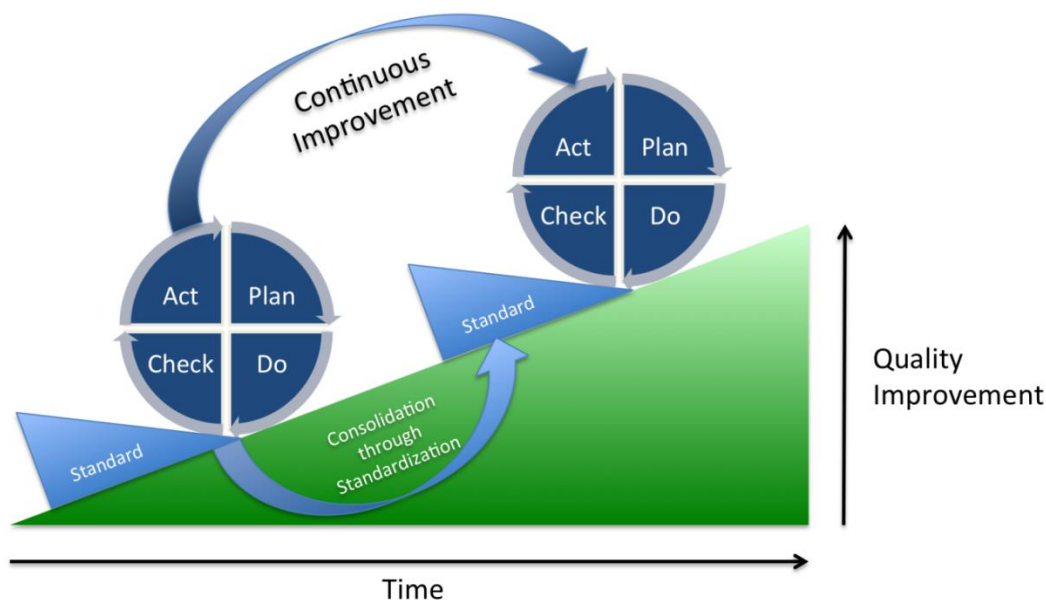 Continuous
Improvement
Act
Plan
Check
Do
Act
Plan
Check
Do
Standard
Standard
Consolidation
through
Standardization
Quality
Improvement
Time